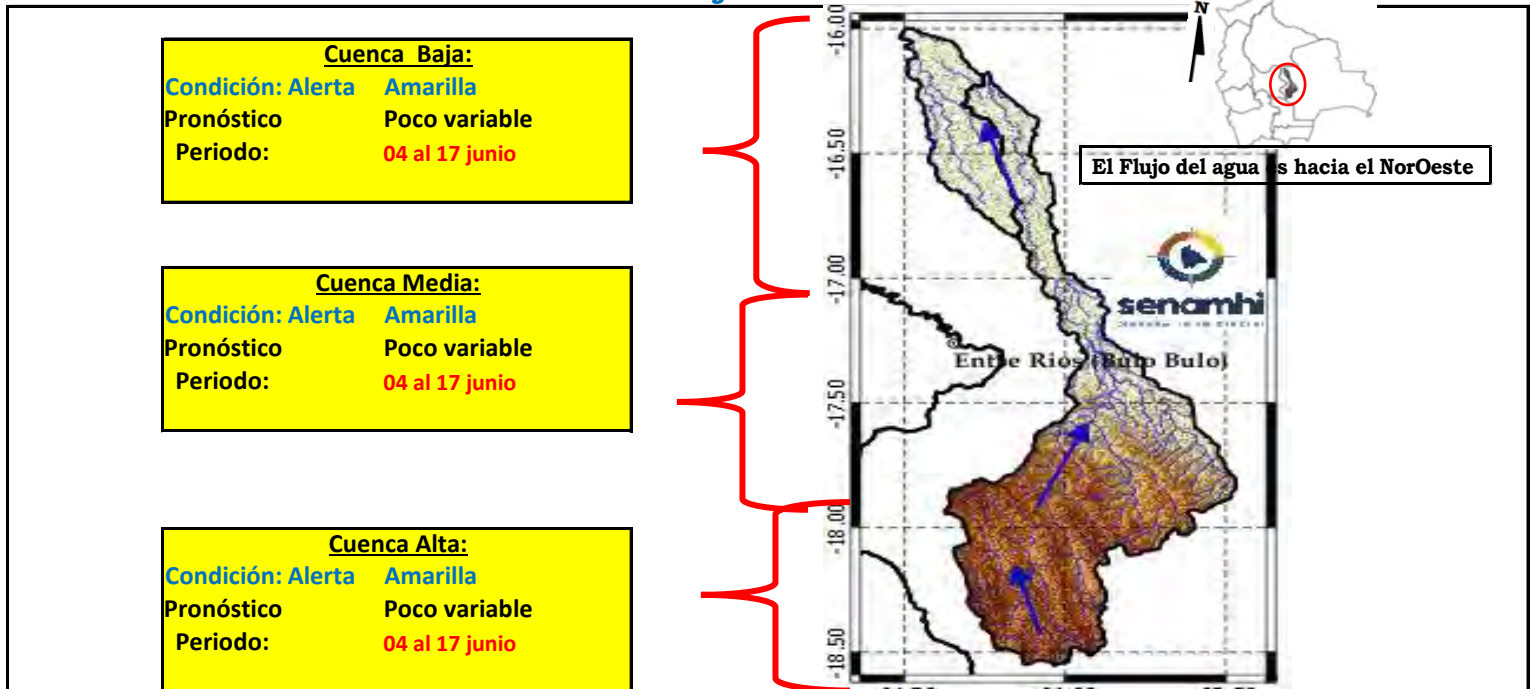 Cuenca Baja:
Condición: Alerta Amarilla
Pronóstico Poco variable
Periodo: 04 al 17 junio
Cuenca Media:
Condición: Alerta Amarilla
Pronóstico Poco variable
Periodo: 04 al 17 junio
Cuenca Alta:
Condición: Alerta Amarilla
Pronóstico Poco variable
Periodo: 04 al 17 junio
N
El Flujo del agua es hacia el NorOeste
senamhi
Entre Rios (Bulo Bulo)
-16.00
-16.50
-17.00
-17.50
-18.00
-18.50